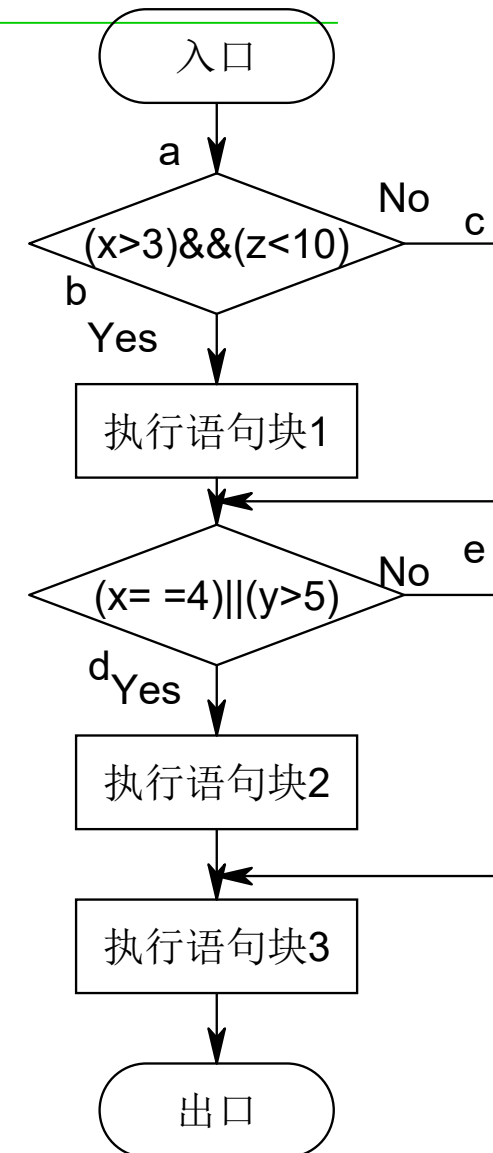 入口
a
No
c
(x>3)&&(z<10)
b
Yes
执行语句块1
e
No
(x= =4)||(y>5)
d
Yes
执行语句块2
执行语句块3
出口